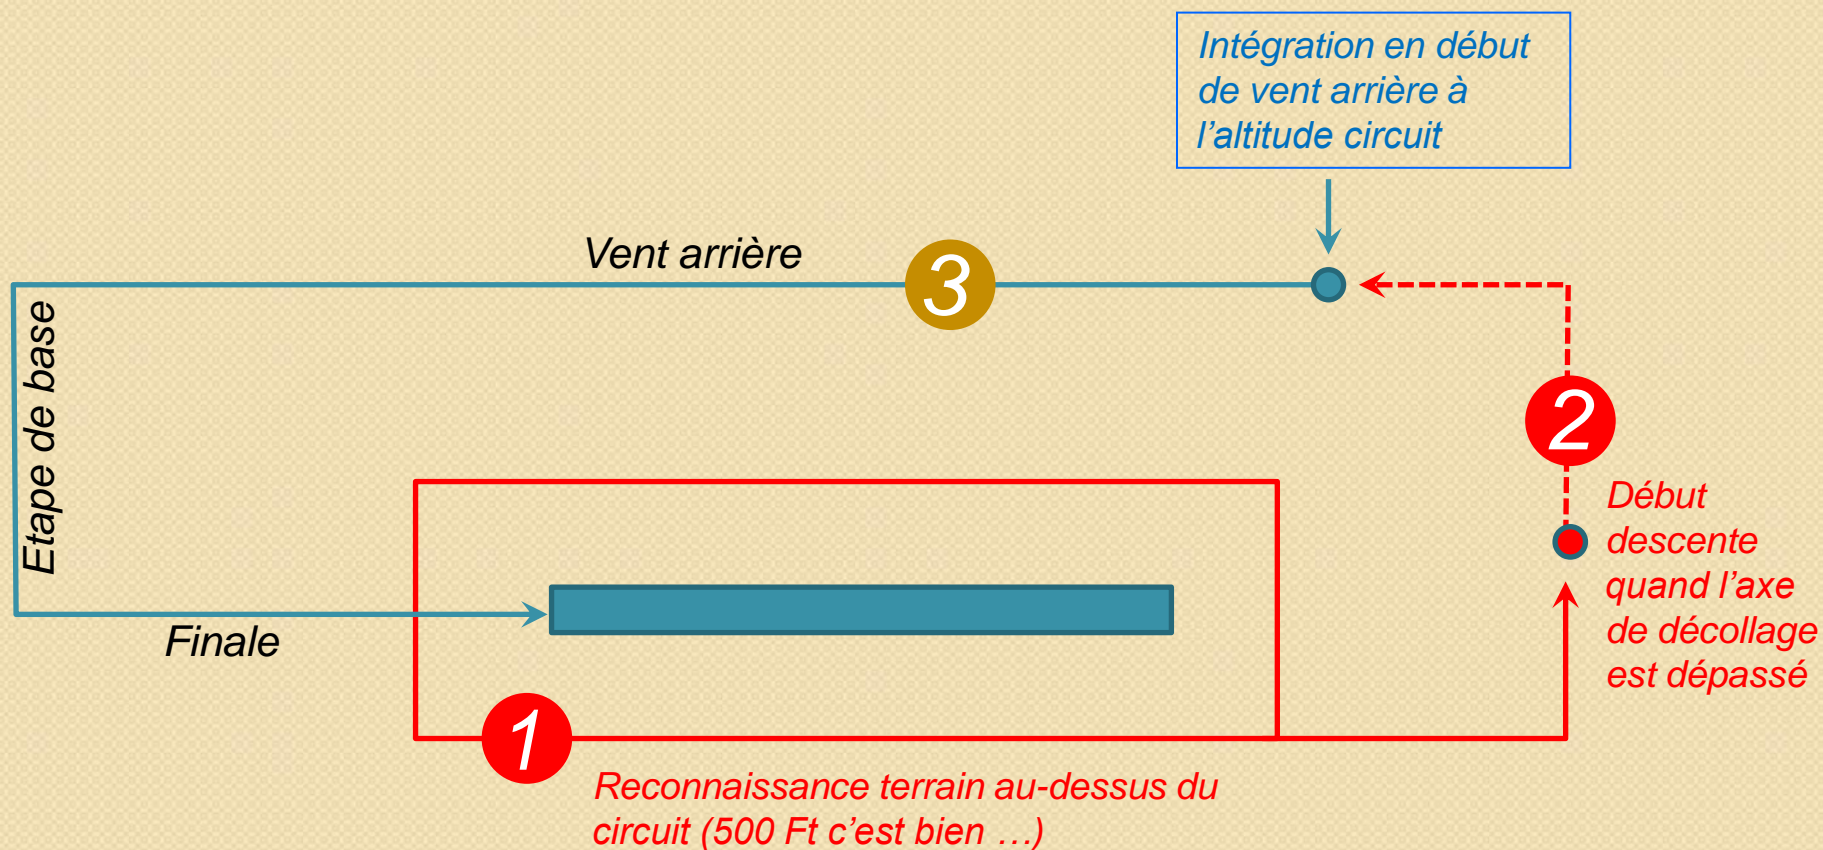 Intégration en début
de vent arrière à
l’altitude circuit
Vent arrière
3
Etape de base
2
Début
descente
quand l’axe
de décollage
est dépassé
Finale
1
Reconnaissance terrain au-dessus du
circuit (500 Ft c’est bien …)